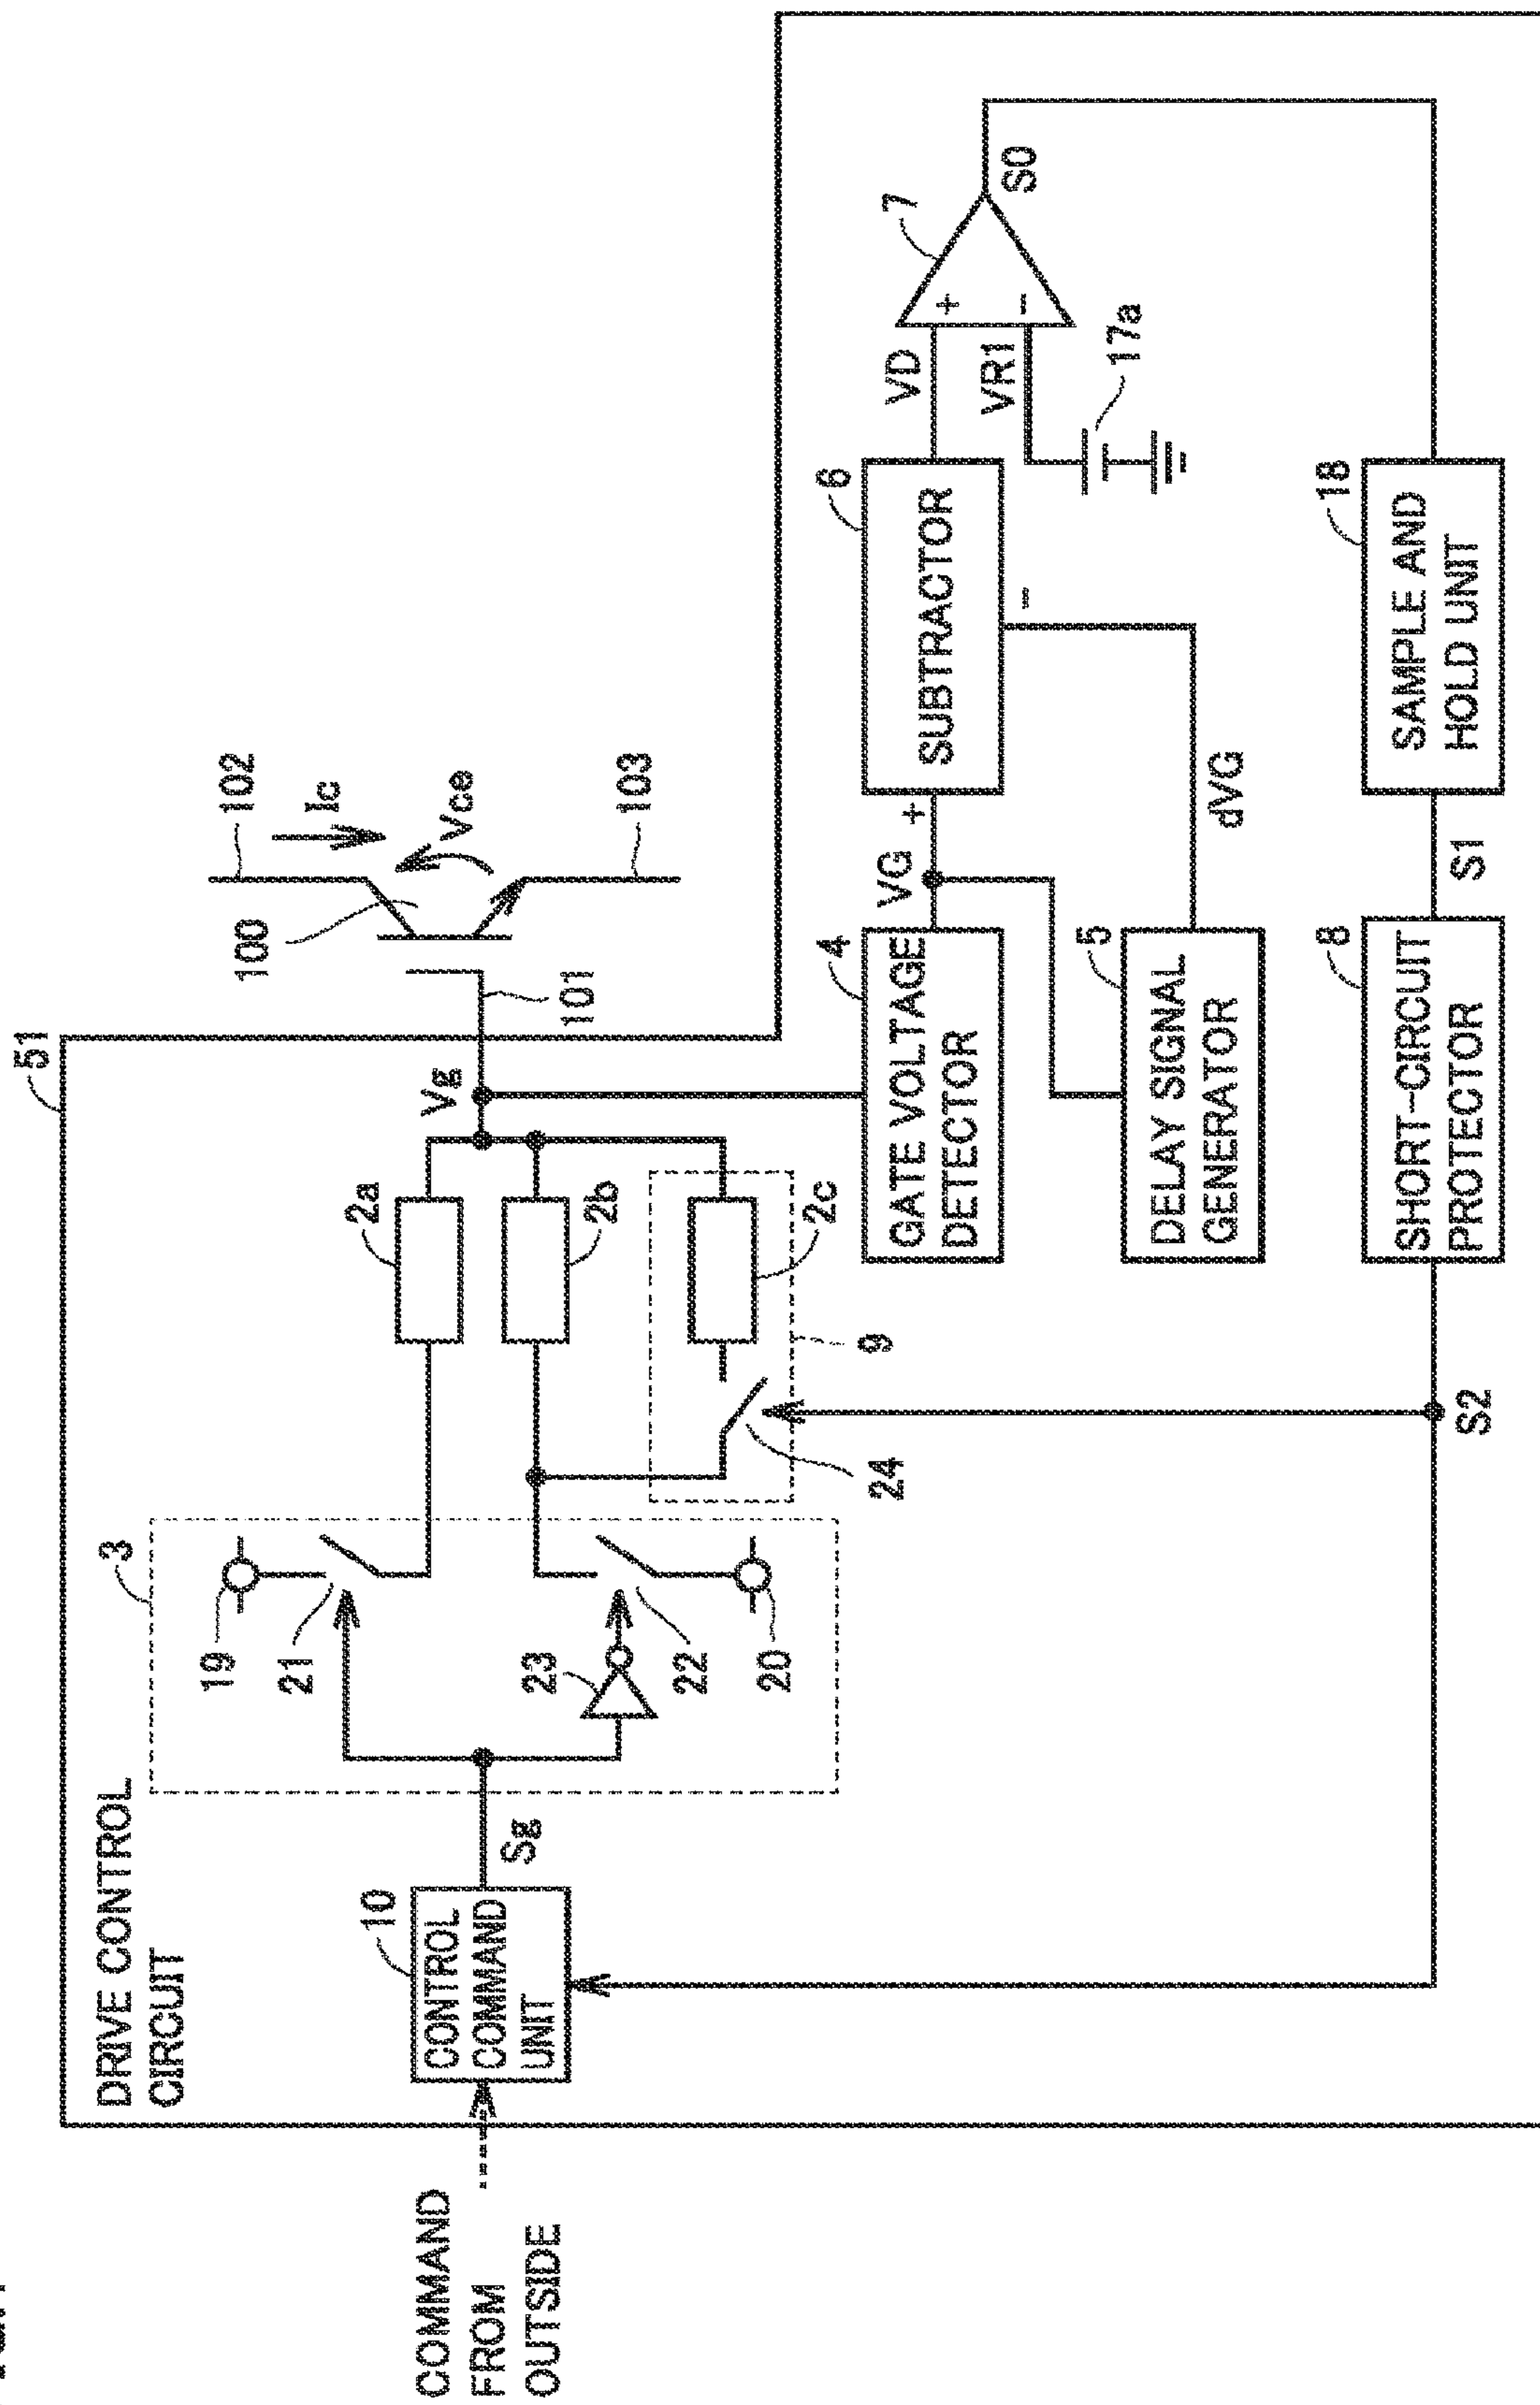 51
DRIVE CONTROL
CIRCUIT
3
19
21
23
22
20
Sg
10
CONTROL
COMMAND
UNIT
COMMAND
FROM
OUTSIDE
2a
2b
2c
9
24
Vg
101
100
102
Ic
Vce
103
4
GATE VOLTAGE
DETECTOR
VG
+
5
DELAY SIGNAL
GENERATOR
dVG
6
SUBTRACTOR
-
VD
VR1
7
+
-
17a
S0
18
SAMPLE AND
HOLD UNIT
S1
8
SHORT-CIRCUIT
PROTECTOR
S2